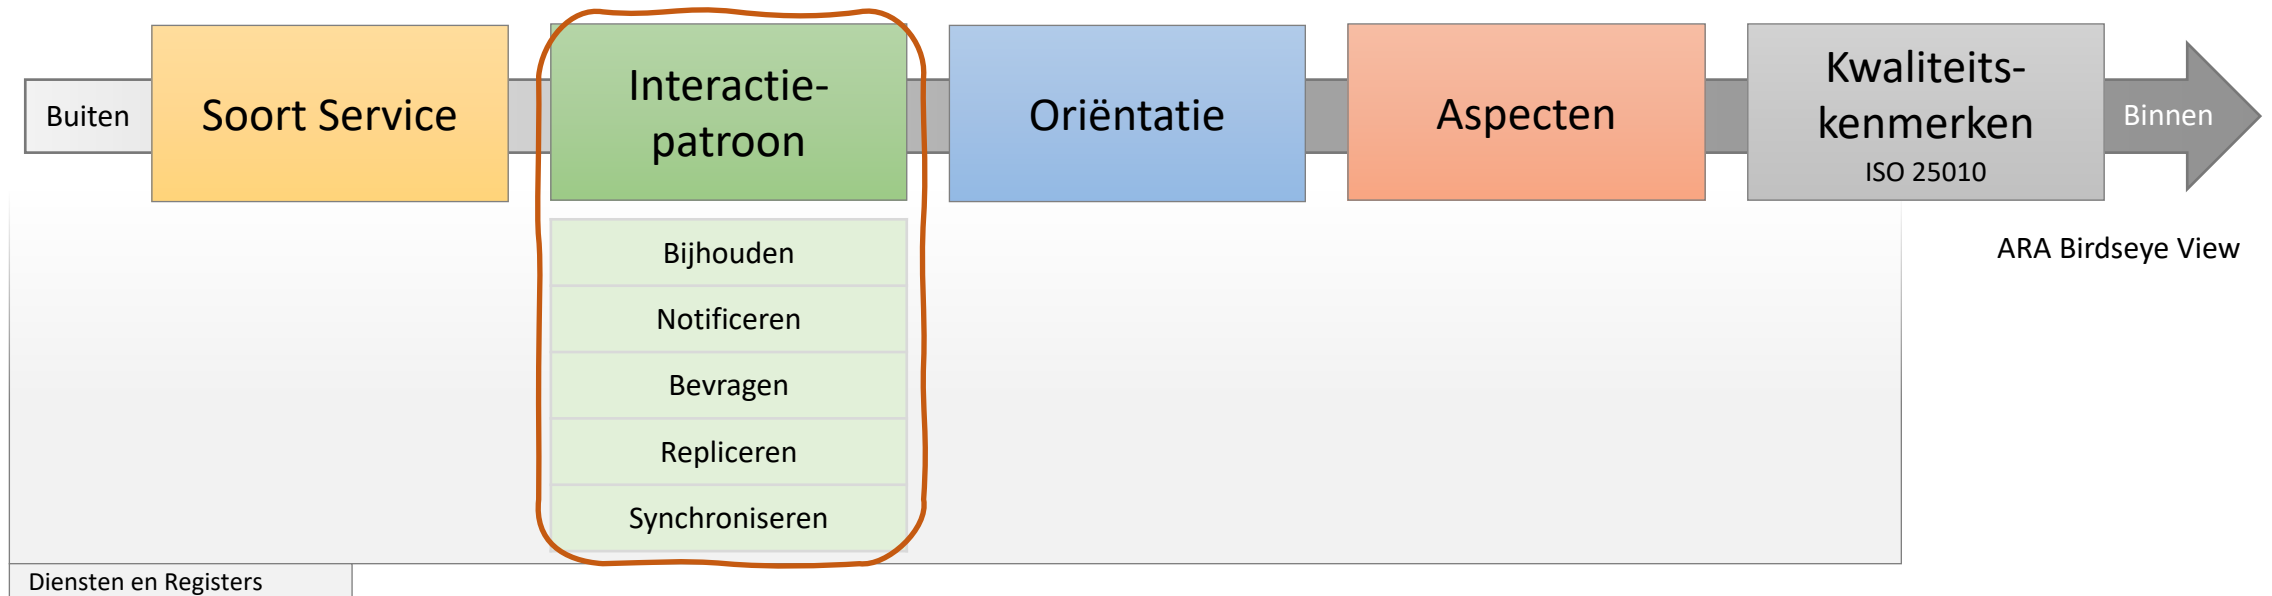 Buiten
Soort Service
Interactie-
patroon
Oriëntatie
Aspecten
Kwaliteits-
kenmerken
ISO 25010
Binnen
ARA Birdseye View
Bijhouden
Notificeren
Bevragen
Repliceren
Synchroniseren
Diensten en Registers